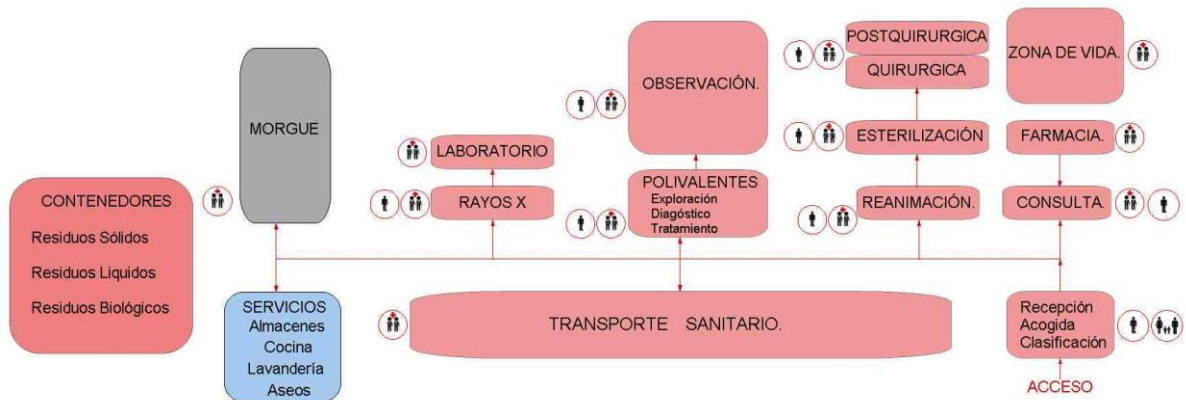 MORGUE
CONTENEDORES
Residuos Sólidos
Residuos Liquidos
Residuos Biológicos
SERVICIOS
Almacenes
Cocina
Lavandería
Aseos
LABORATORIO
RAYOS X
OBSERVACIÓN.
POLIVALENTES
Exploración
Diagóstico
Tratamiento
POSTQUIRURGICA
QUIRURGICA
ESTERILIZACIÓN
REANIMACIÓN.
ZONA DE VIDA.
FARMACIA.
CONSULTA.
TRANSPORTE SANITARIO.
Recepción
Acogida
Clasificación
ACCESO